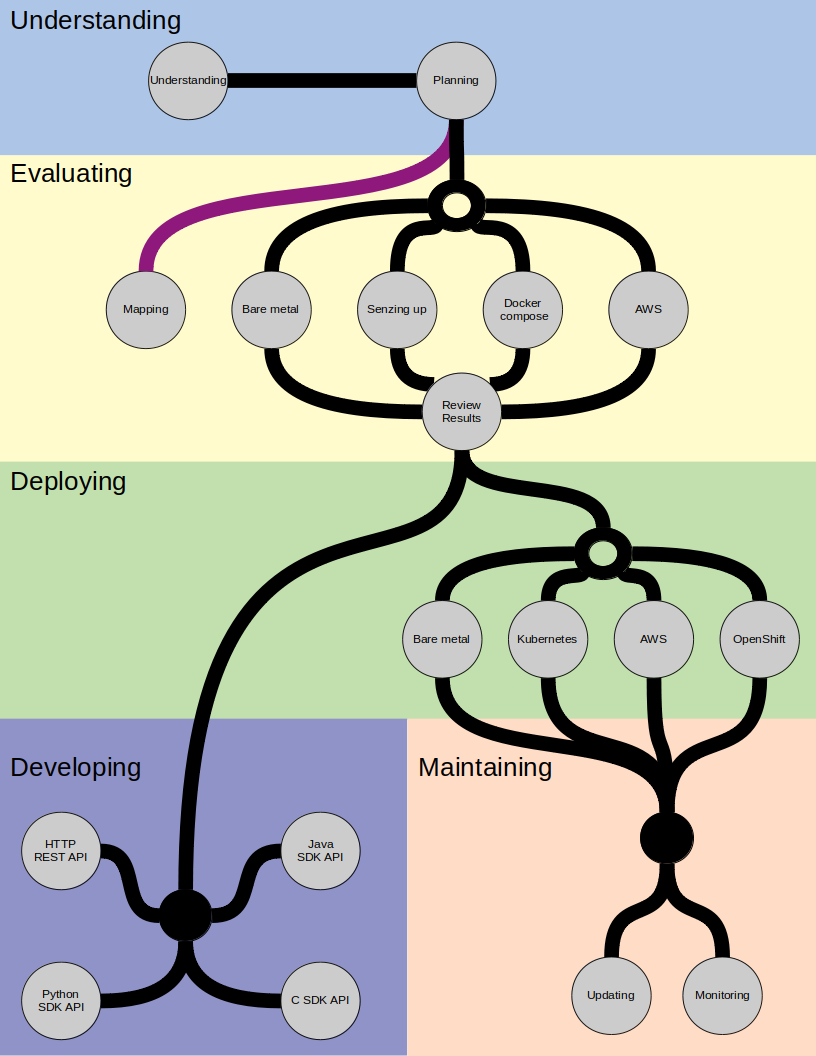 Understanding
Understanding
Planning
Evaluating
Mapping
Bare metal
Senzing up
Docker
compose
AWS
Review
Results
Deploying
Bare metal
Kubernetes
AWS
OpenShift
Developing
HTTP
REST API
Java
SDK API
Python
SDK API
C SDK API
Maintaining
Updating
Monitoring